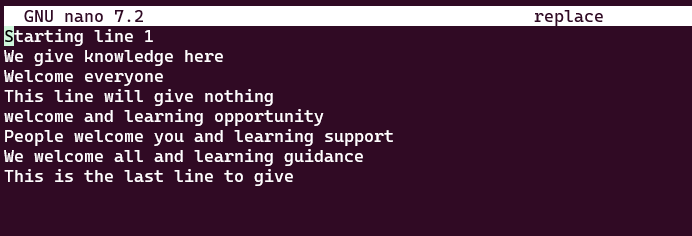 GNU nano 7.2 replace
Starting line 1
We give knowledge here
Welcome everyone
This line will give nothing
welcome and learning opportunity
People welcome you and learning support
We welcome all and learning guidance
This is the last line to give